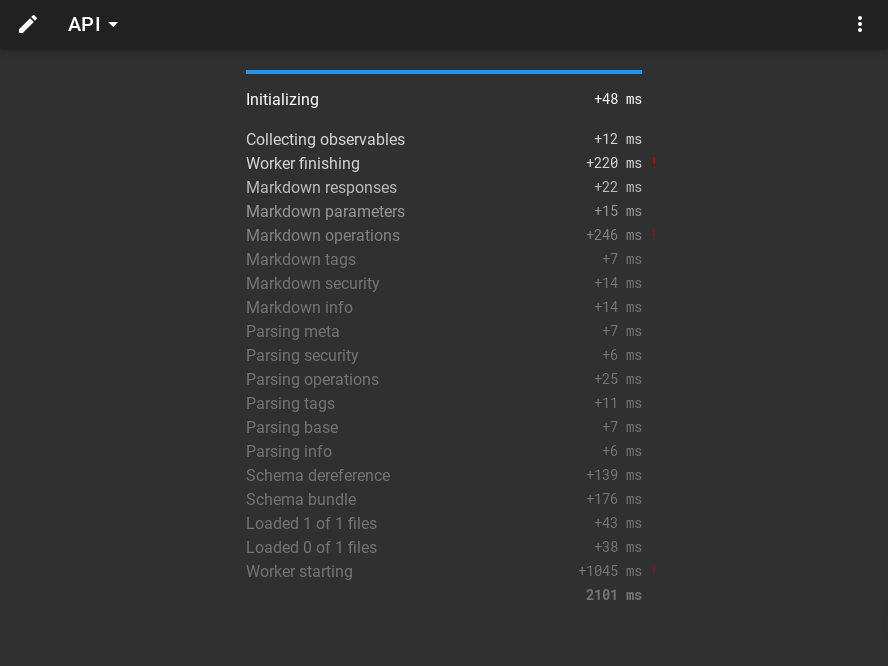 API
Initializing +48 ms
Collecting observables +12 ms
Worker finishing +220 ms !
Markdown responses +22 ms
Markdown parameters +15 ms
Markdown operations +246 ms !
Markdown tags +7 ms
Markdown security +14 ms
Markdown info +14 ms
Parsing meta +7 ms
Parsing security +6 ms
Parsing operations +25 ms
Parsing tags +11 ms
Parsing base +7 ms
Parsing info +6 ms
Schema dereference +139 ms
Schema bundle +176 ms
Loaded 1 of 1 files +43 ms
Loaded 0 of 1 files +38 ms
Worker starting +1045 ms !
2101 ms